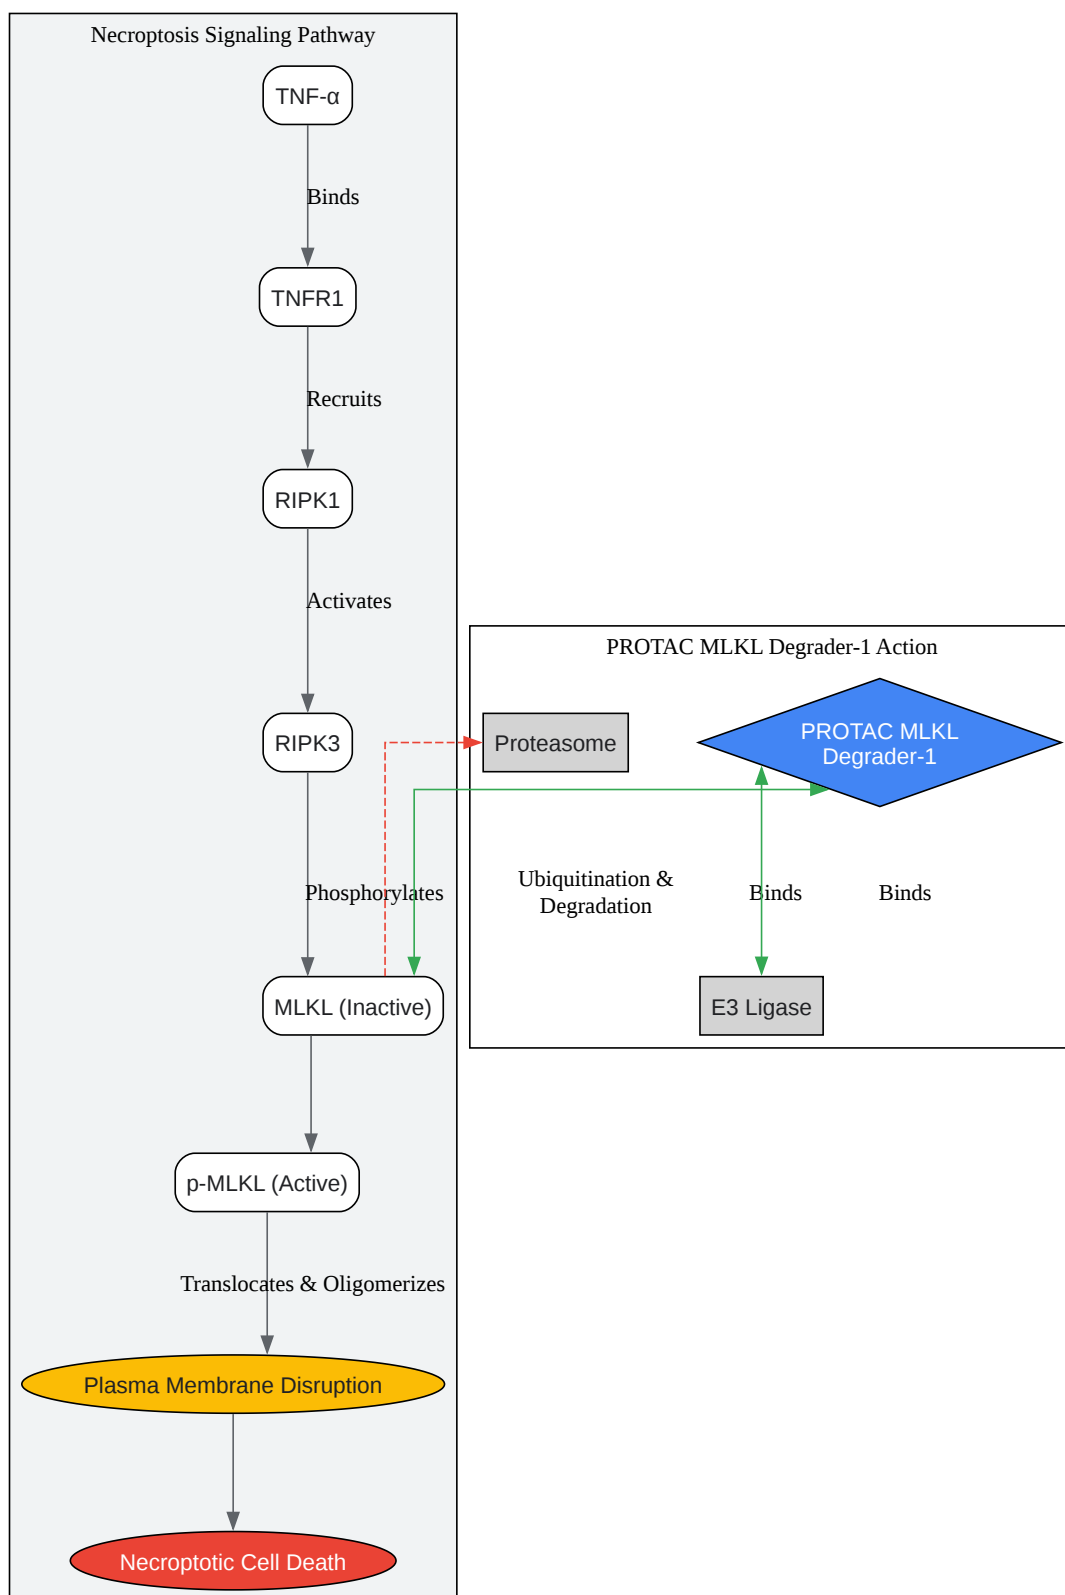 Necroptosis Signaling Pathway
TNF-α
Binds
TNFR1
Recruits
RIPK1
Activates
RIPK3
Phosphorylates
MLKL (Inactive)
p-MLKL (Active)
Translocates & Oligomerizes
Plasma Membrane Disruption
Necroptotic Cell Death
PROTAC MLKL Degrader-1 Action
Proteasome
PROTAC MLKL
Degrader-1
Ubiquitination &
Degradation
Binds
Binds
E3 Ligase